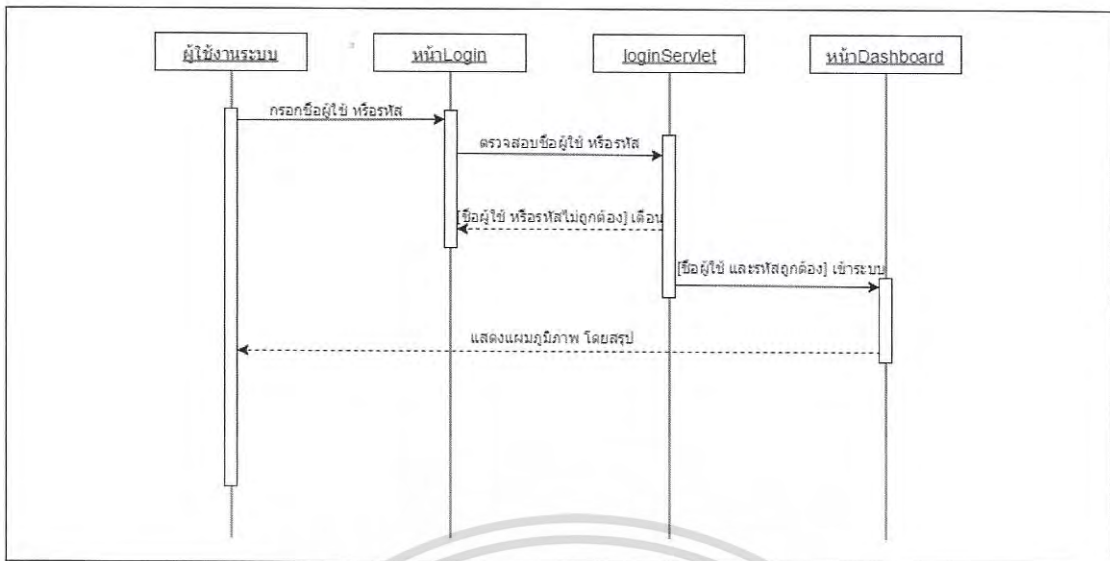 ผู้ใช้งานระบบ
หน้าLogin
loginServlet
หน้าDashboard
กรอกชื่อผู้ใช้ หรือรหัส
ตรวจสอบชื่อผู้ใช้ หรือรหัส
[ชื่อผู้ใช้ หรือรหัสไม่ถูกต้อง] เตือน
[ชื่อผู้ใช้ และรหัสถูกต้อง] เข้าระบบ
แสดงแผมภูมิภาพ โดยสรุป